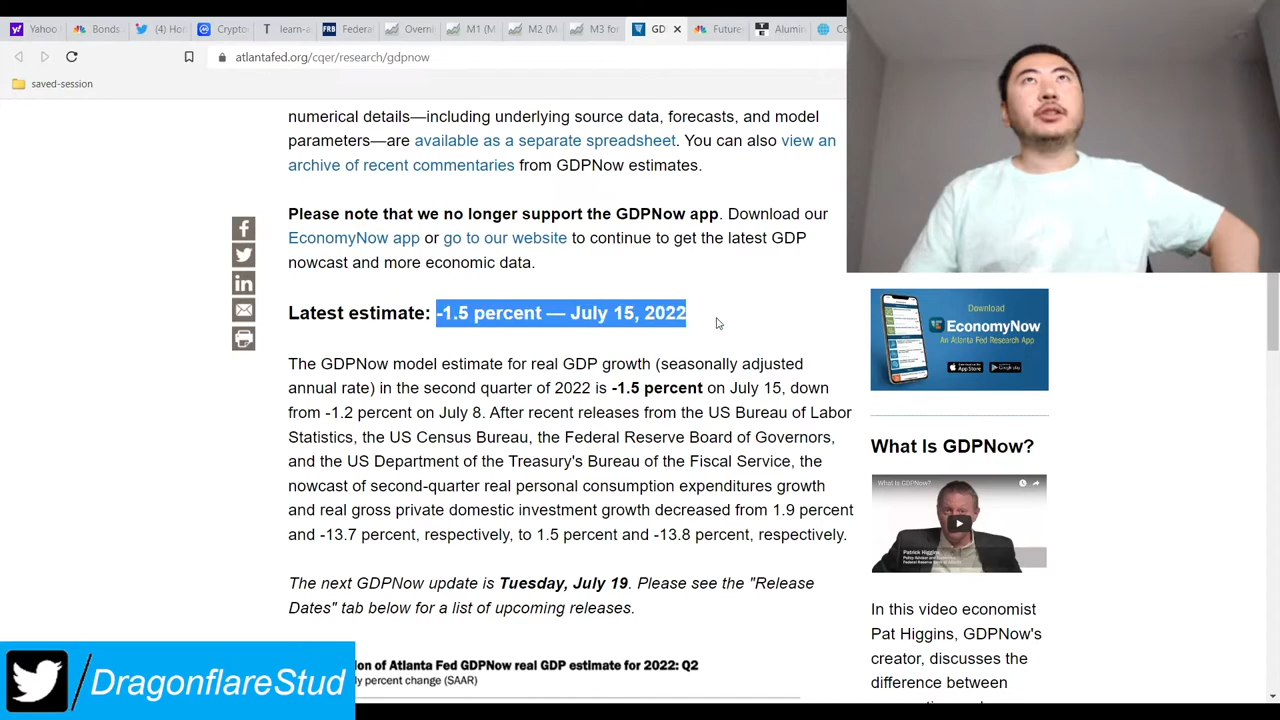 Yahoo
Bonds
(4) Hor
Crypto
learn-a
Federal
Overvi
M1 (M
M2 (M
M3 for
GD
Future
Alumin
Co
atlantafed.org/cqer/research/gdpnow
saved-session
numerical details—including underlying source data, forecasts, and model
parameters—are available as a separate spreadsheet. You can also view an
archive of recent commentaries from GDPNow estimates.
Please note that we no longer support the GDPNow app. Download our
EconomyNow app or go to our website to continue to get the latest GDP
nowcast and more economic data.
Latest estimate: -1.5 percent — July 15, 2022
The GDPNow model estimate for real GDP growth (seasonally adjusted
annual rate) in the second quarter of 2022 is -1.5 percent on July 15, down
from -1.2 percent on July 8. After recent releases from the US Bureau of Labor
Statistics, the US Census Bureau, the Federal Reserve Board of Governors,
and the US Department of the Treasury's Bureau of the Fiscal Service, the
nowcast of second-quarter real personal consumption expenditures growth
and real gross private domestic investment growth decreased from 1.9 percent
and -13.7 percent, respectively, to 1.5 percent and -13.8 percent, respectively.
The next GDPNow update is Tuesday, July 19. Please see the "Release
Dates" tab below for a list of upcoming releases.
ion of Atlanta Fed GDPNow real GDP estimate for 2022: Q2
ly percent change (SAAR)
Download
EconomyNow
An Atlanta Fed Research App
App Store
Google play
What Is GDPNow?
What is GDPNow?
Patrick Higgins
In this video economist
Pat Higgins, GDPNow's
creator, discusses the
difference between
DragonflareStud